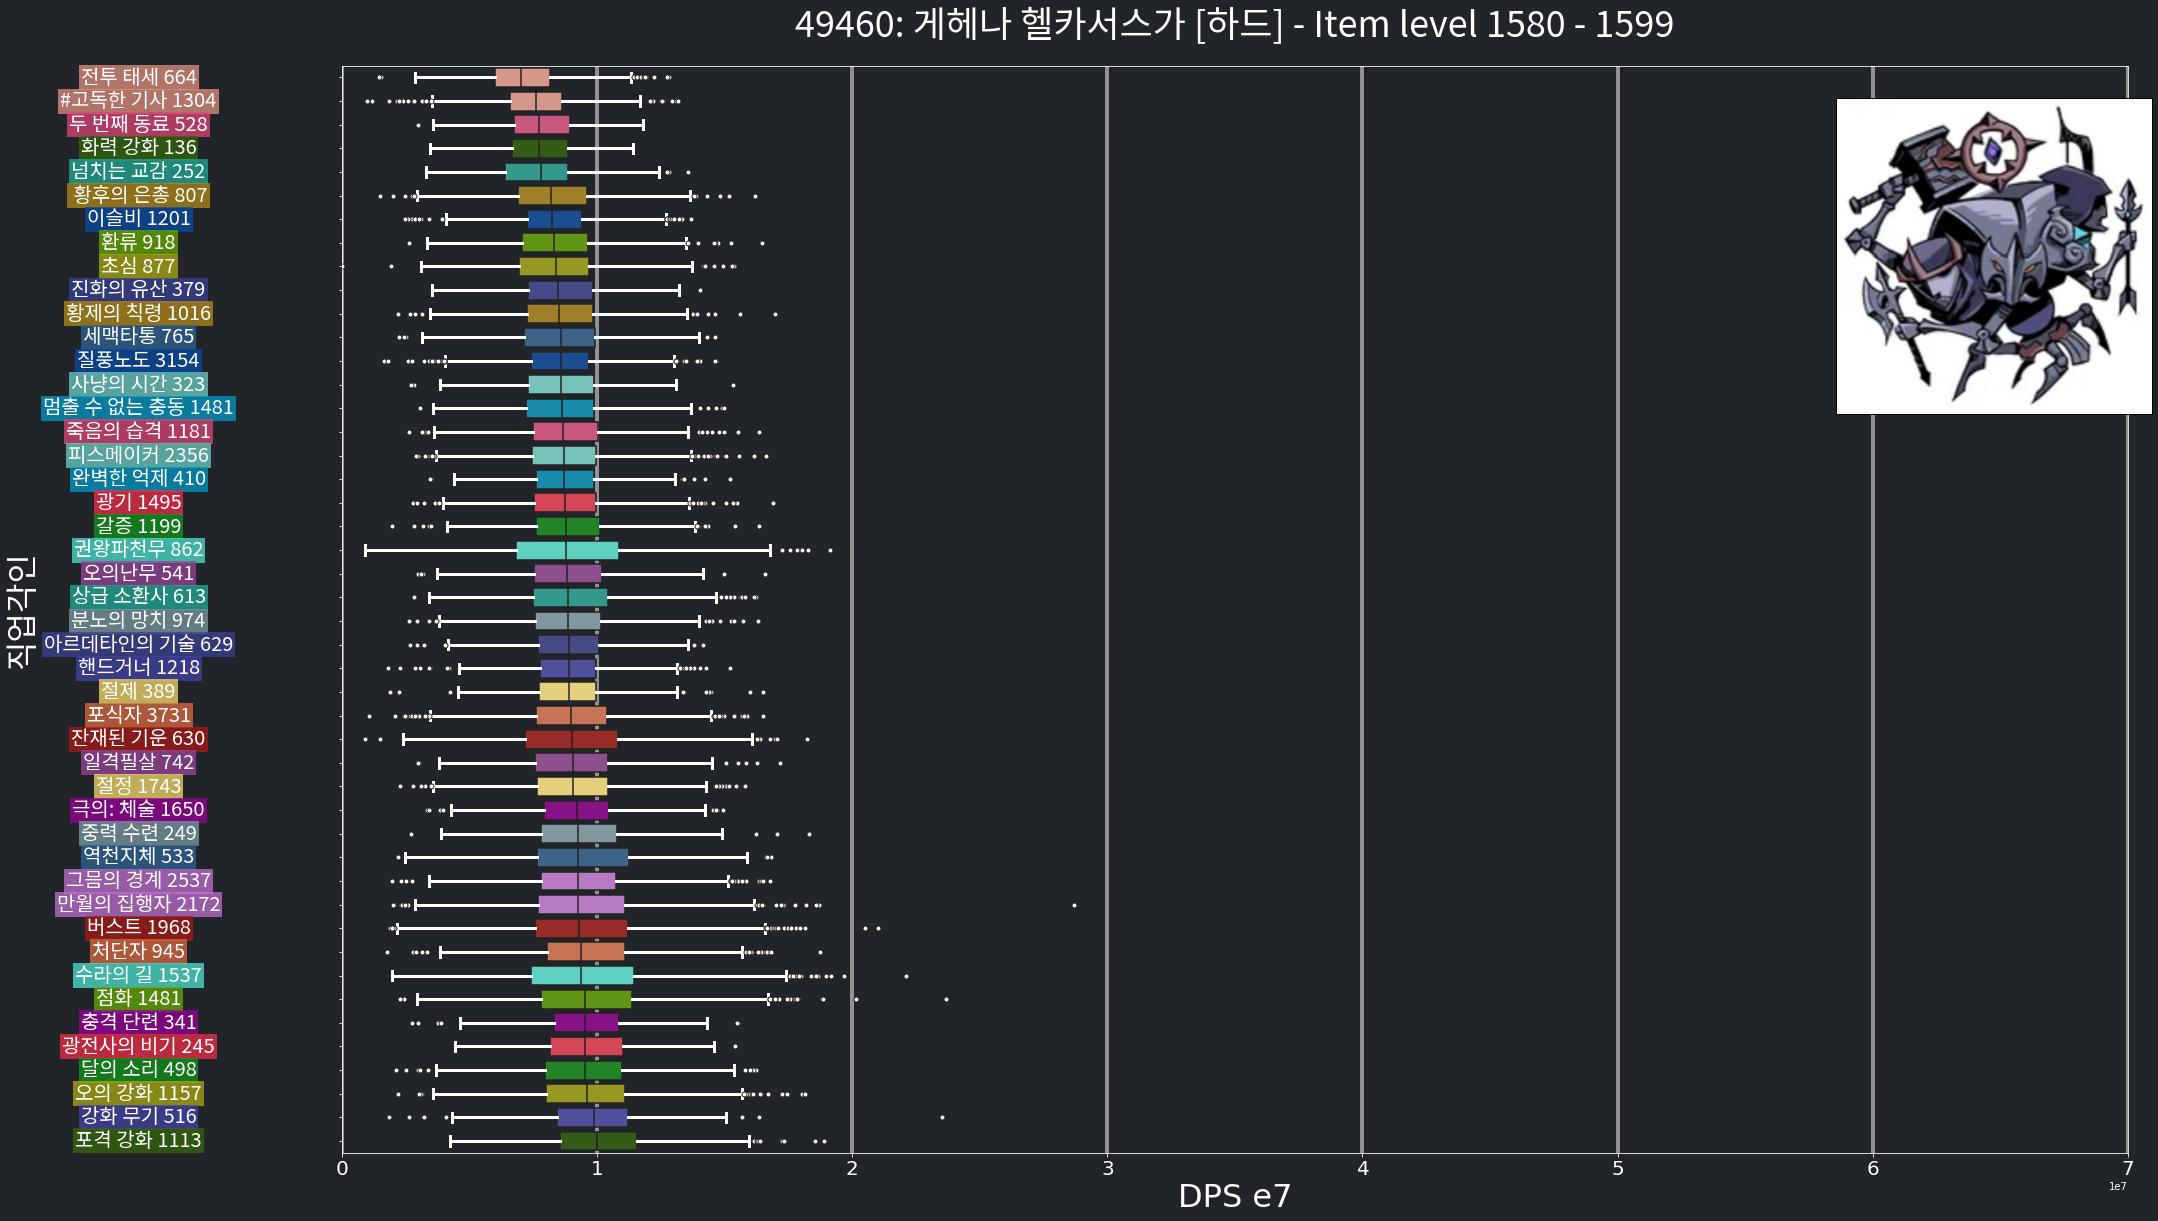 49460: 게헤나 헬카서스가 [하드] - Item level 1580 - 1599
전투 태세 664
#고독한 기사 1304
두 번째 동료 528
화력 강화 136
넘치는 교감 252
황후의 은총 807
이슬비 1201
환류 918
초심 877
진화의 유산 379
황제의 칙령 1016
세맥타통 765
질풍노도 3154
사냥의 시간 323
멈출 수 없는 충동 1481
죽음의 습격 1181
피스메이커 2356
완벽한 억제 410
광기 1495
갈증 1199
권왕파천무 862
오의난무 541
상급 소환사 613
분노의 망치 974
아르데타인의 기술 629
핸드거너 1218
절제 389
포식자 3731
잔재된 기운 630
일격필살 742
절정 1743
극의: 체술 1650
중력 수련 249
역천지체 533
그믐의 경계 2537
만월의 집행자 2172
버스트 1968
처단자 945
수라의 길 1537
점화 1481
충격 단련 341
광전사의 비기 245
달의 소리 498
오의 강화 1157
강화 무기 516
포격 강화 1113
직업각인
0 1 2 3 4 5 6 7
DPS e7
1e7